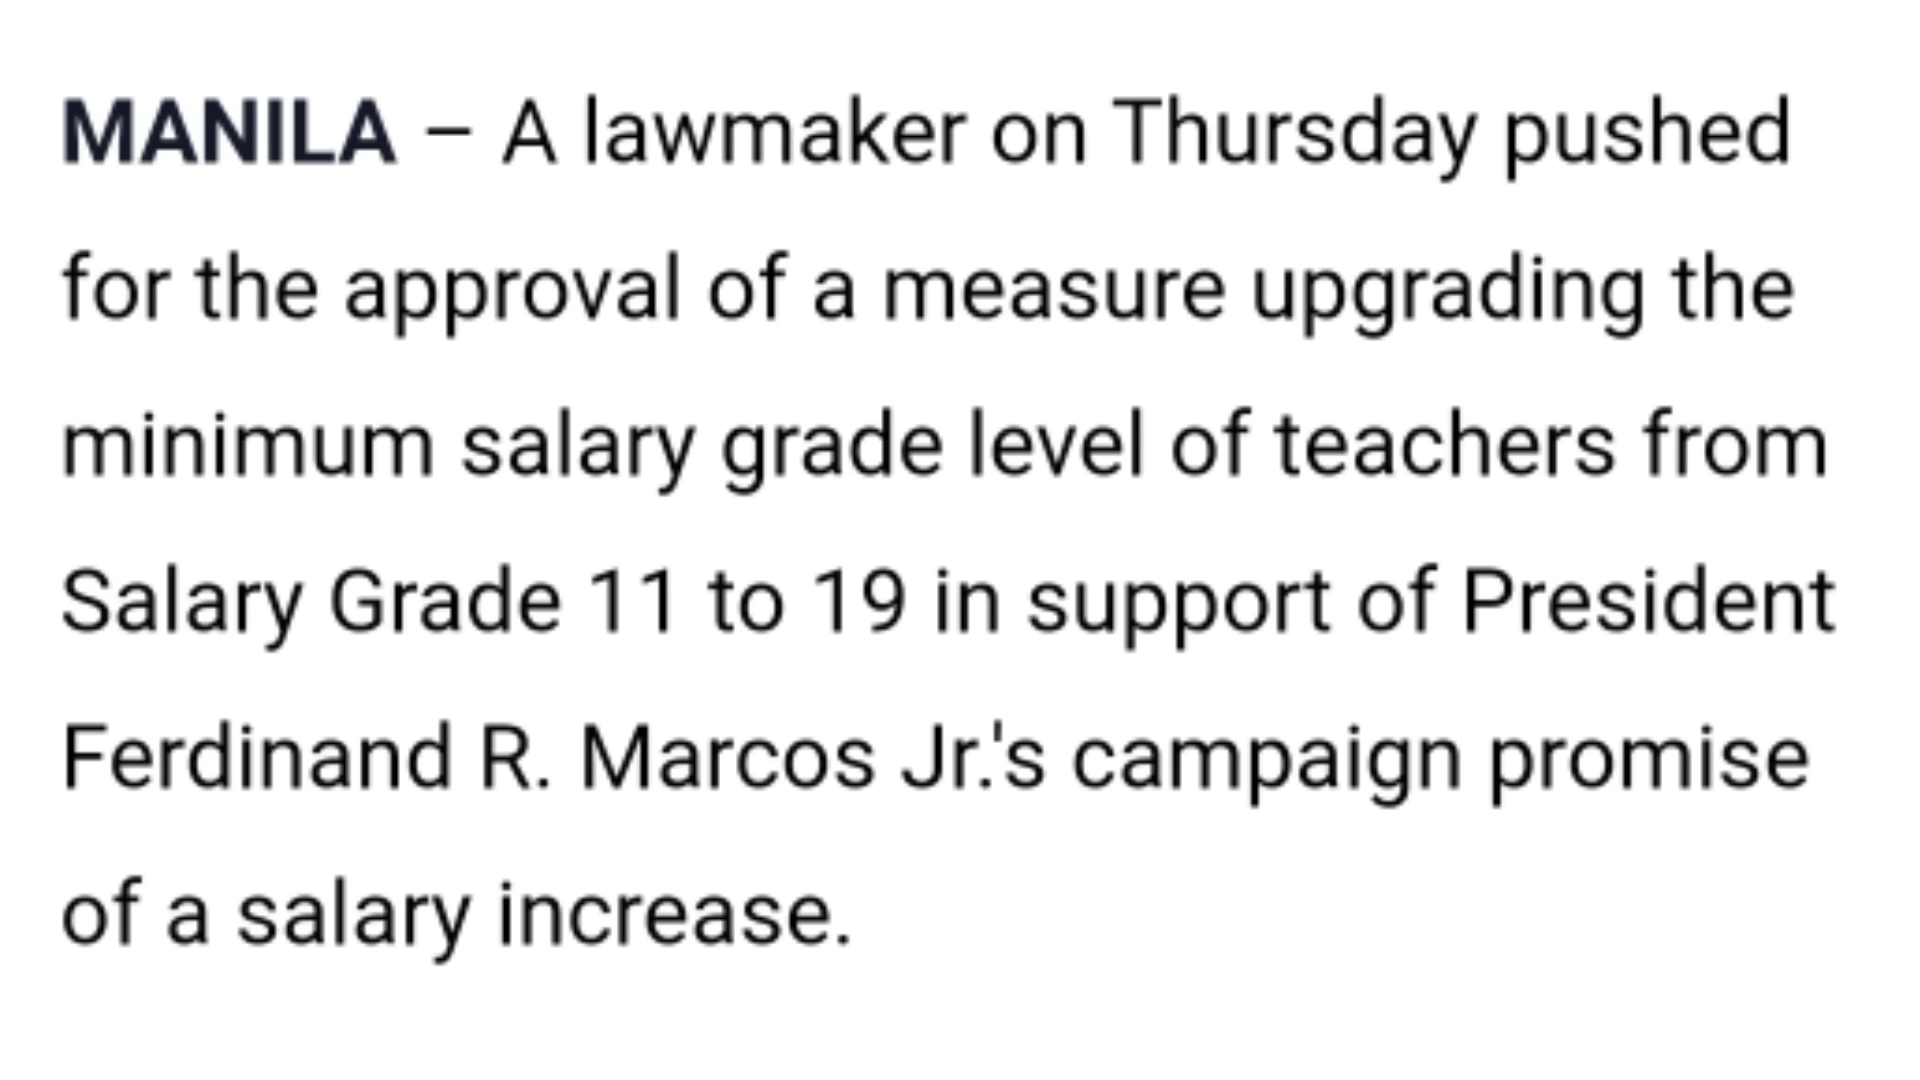 MANILA – A lawmaker on Thursday pushed
for the approval of a measure upgrading the
minimum salary grade level of teachers from
Salary Grade 11 to 19 in support of President
Ferdinand R. Marcos Jr.'s campaign promise
of a salary increase.